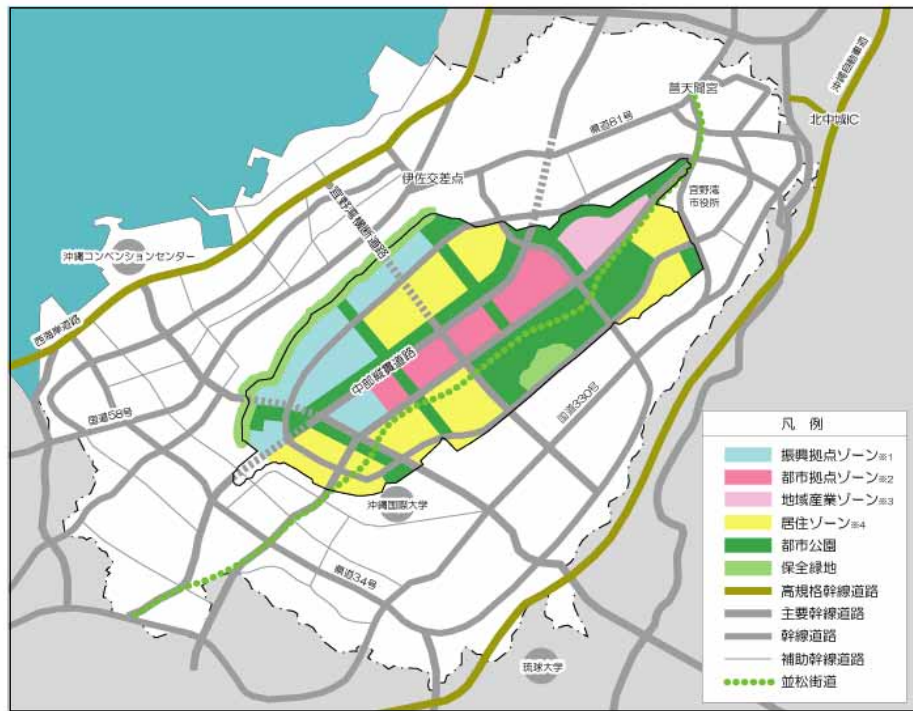 沖縄自動車道
普天間宮
北中城IC
県道81号
伊佐交差点
宜野湾
市役所
宜野湾横断道路
沖縄コンベンションセンター
西海岸道路
中部縦貫道路
国道58号
国道330号
沖縄国際大学
県道34号
琉球大学
凡 例
振興拠点ゾーン※1
都市拠点ゾーン※2
地域産業ゾーン※3
居住ゾーン※4
都市公園
保全緑地
高規格幹線道路
主要幹線道路
幹線道路
補助幹線道路
並松街道